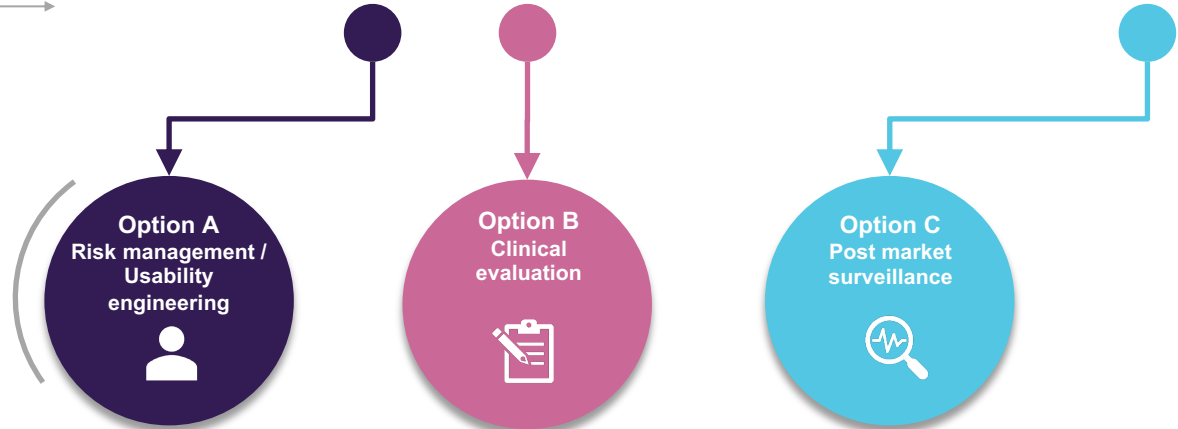 Option A
Risk management /
Usability
engineering
Option B
Clinical
evaluation
Option C
Post market
surveillance